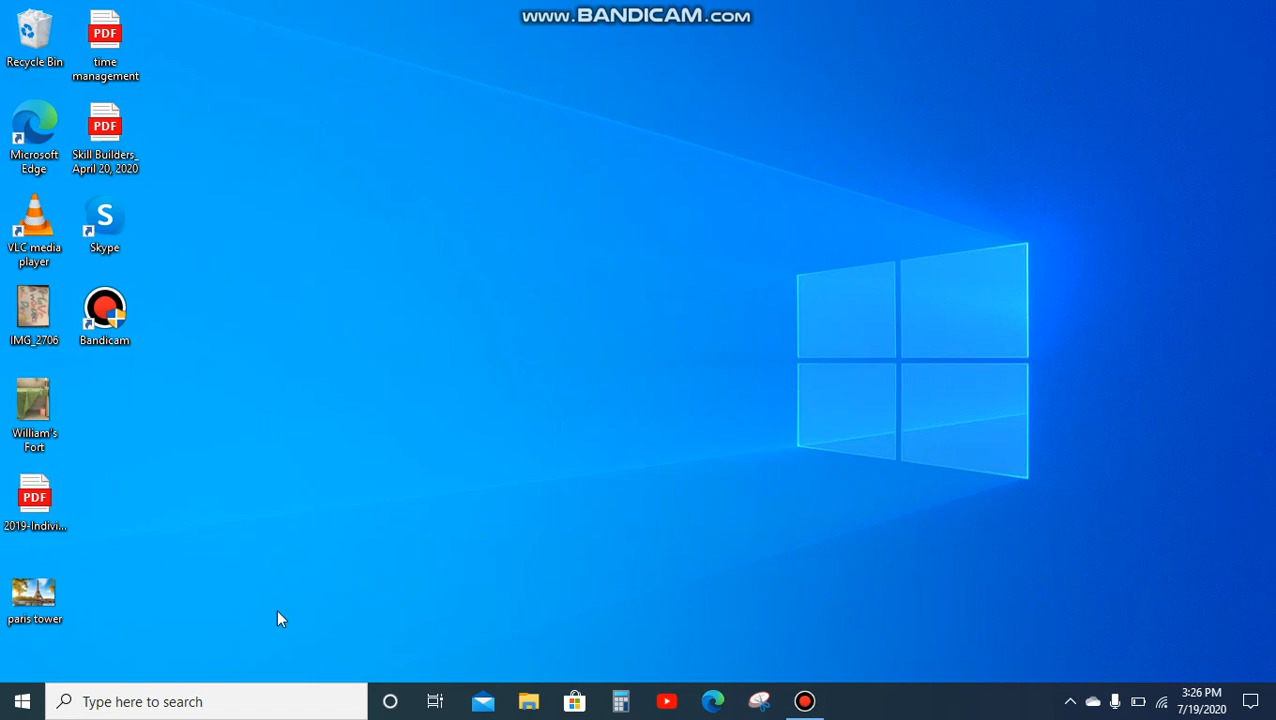 www.BANDICAM.com
Recycle Bin
PDF
time
management
Microsoft
Edge
PDF
Skill Builders_
April 20, 2020
VLC media
player
S
Skype
IMG_2706
Bandicam
William's
Fort
PDF
2019-Indivi...
paris tower
Type here to search
3:26 PM
7/19/2020